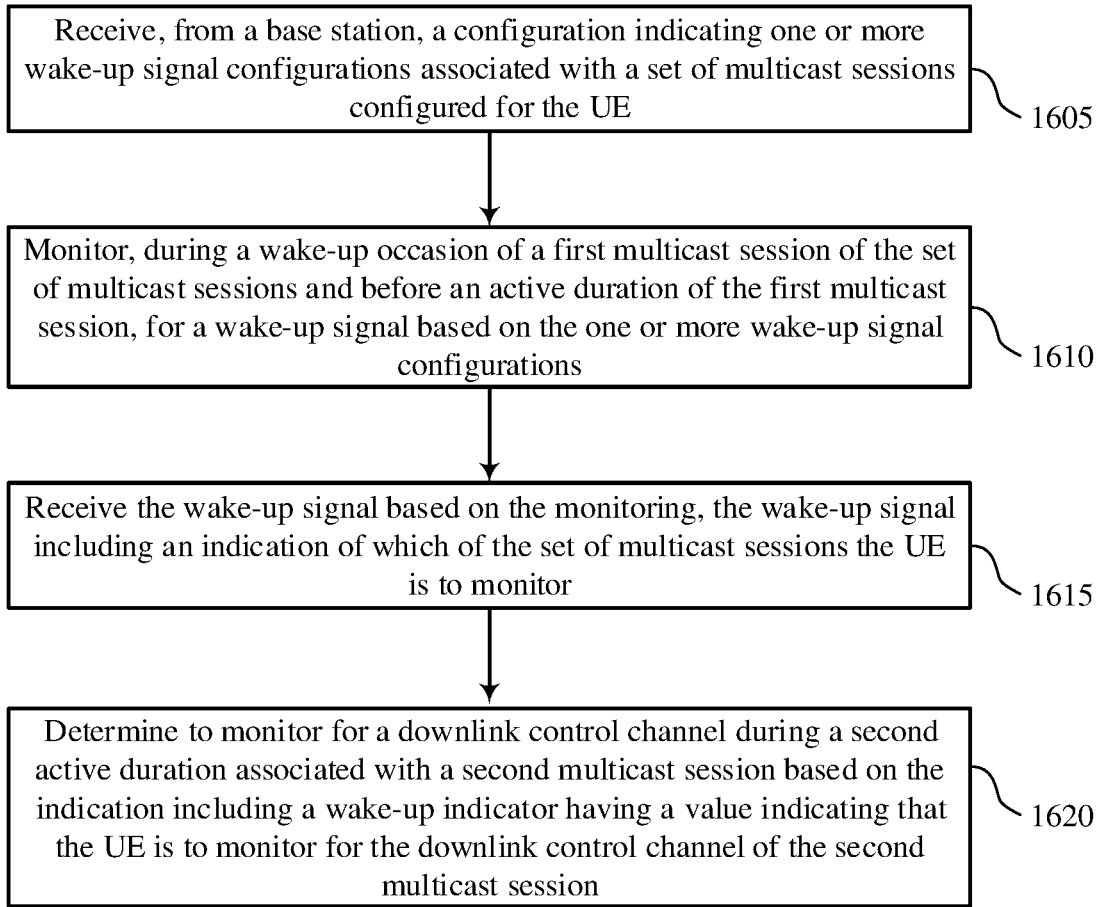 Receive, from a base station, a configuration indicating one or more
wake-up signal configurations associated with a set of multicast sessions
configured for the UE
1605
Monitor, during a wake-up occasion of a first multicast session of the set
of multicast sessions and before an active duration of the first multicast
session, for a wake-up signal based on the one or more wake-up signal
configurations
1610
Receive the wake-up signal based on the monitoring, the wake-up signal
including an indication of which of the set of multicast sessions the UE
is to monitor
1615
Determine to monitor for a downlink control channel during a second
active duration associated with a second multicast session based on the
indication including a wake-up indicator having a value indicating that
the UE is to monitor for the downlink control channel of the second
multicast session
1620